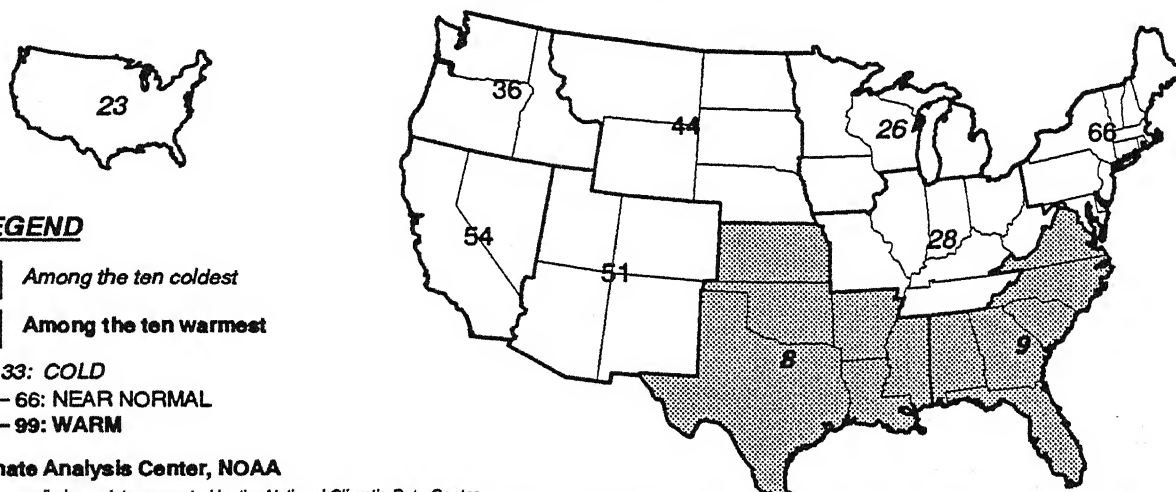 23
36
44
26
66
54
51
28
8
9
EGEND
Among the ten coldest
Among the ten warmest
33: COLD
– 66: NEAR NORMAL
– 99: WARM
nate Analysis Center, NOAA